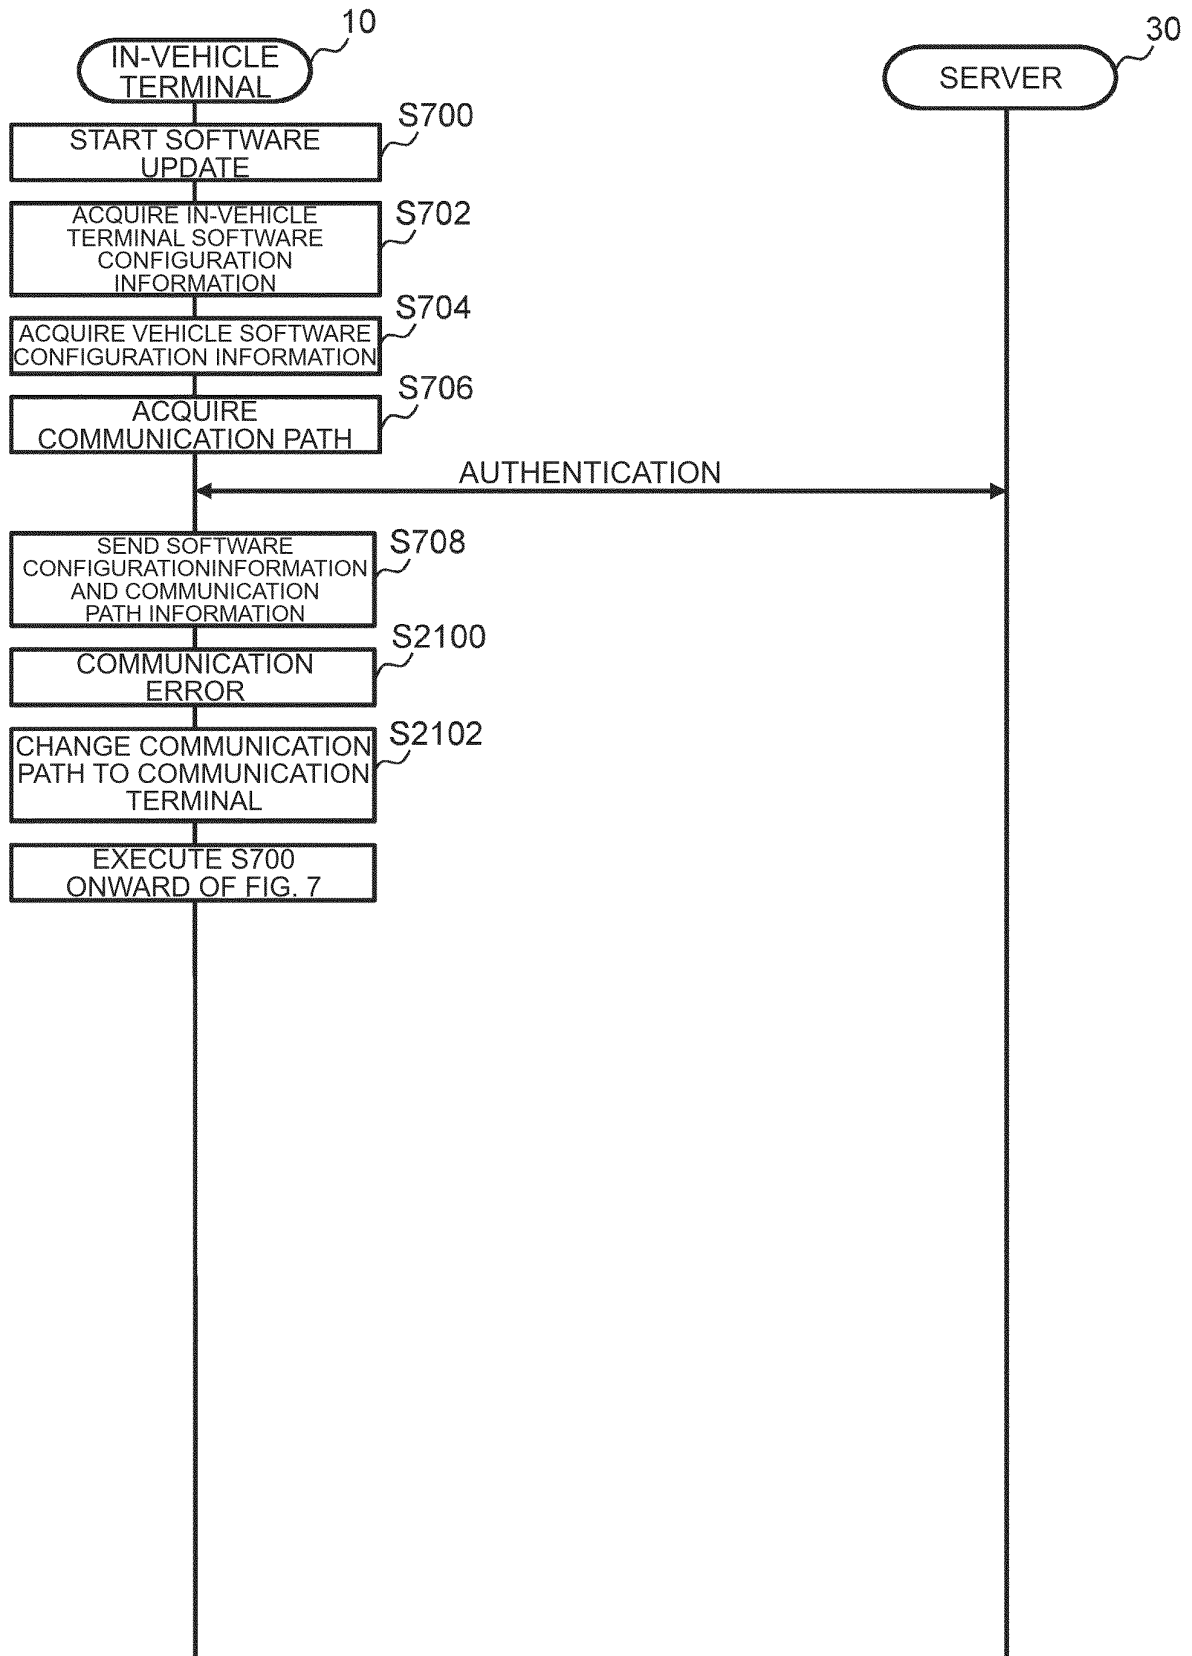 10
IN-VEHICLE
TERMINAL
30
SERVER
S700
START SOFTWARE
UPDATE
S702
ACQUIRE IN-VEHICLE
TERMINAL SOFTWARE
CONFIGURATION
INFORMATION
S704
ACQUIRE VEHICLE SOFTWARE
CONFIGURATION INFORMATION
S706
ACQUIRE
COMMUNICATION PATH
AUTHENTICATION
S708
SEND SOFTWARE
CONFIGURATIONINFORMATION
AND COMMUNICATION
PATH INFORMATION
S2100
COMMUNICATION
ERROR
S2102
CHANGE COMMUNICATION
PATH TO COMMUNICATION
TERMINAL
EXECUTE S700
ONWARD OF FIG. 7